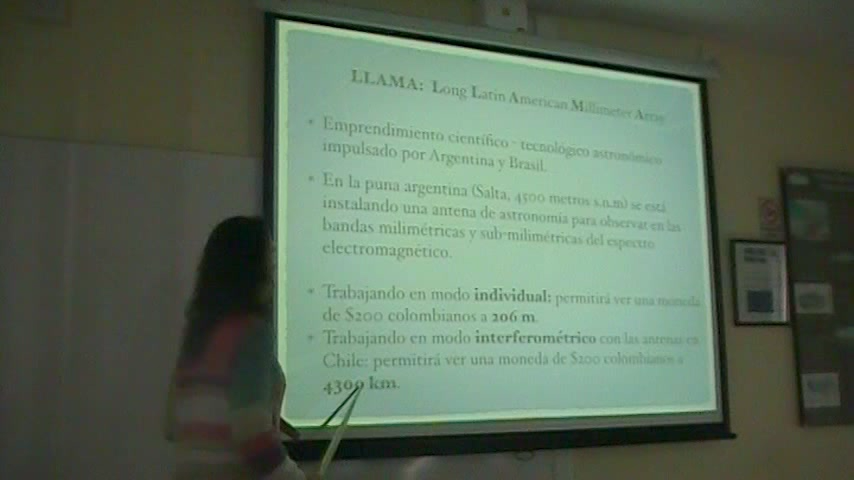 LLAMA: Long Latin American Millimeter Array
* Emprendimiento científico - tecnológico astronómico
impulsado por Argentina y Brasil.
* En la puna argentina (Salta, 4500 metros s.n.m) se está
instalando una antena de astronomía para observar en las
bandas milimétricas y sub-milimétricas del espectro
electromagnético.
* Trabajando en modo individual: permitirá ver una moneda
de $200 colombianos a 206 m.
* Trabajando en modo interferométrico con las antenas en
Chile: permitirá ver una moneda de $200 colombianos a
4300 km.